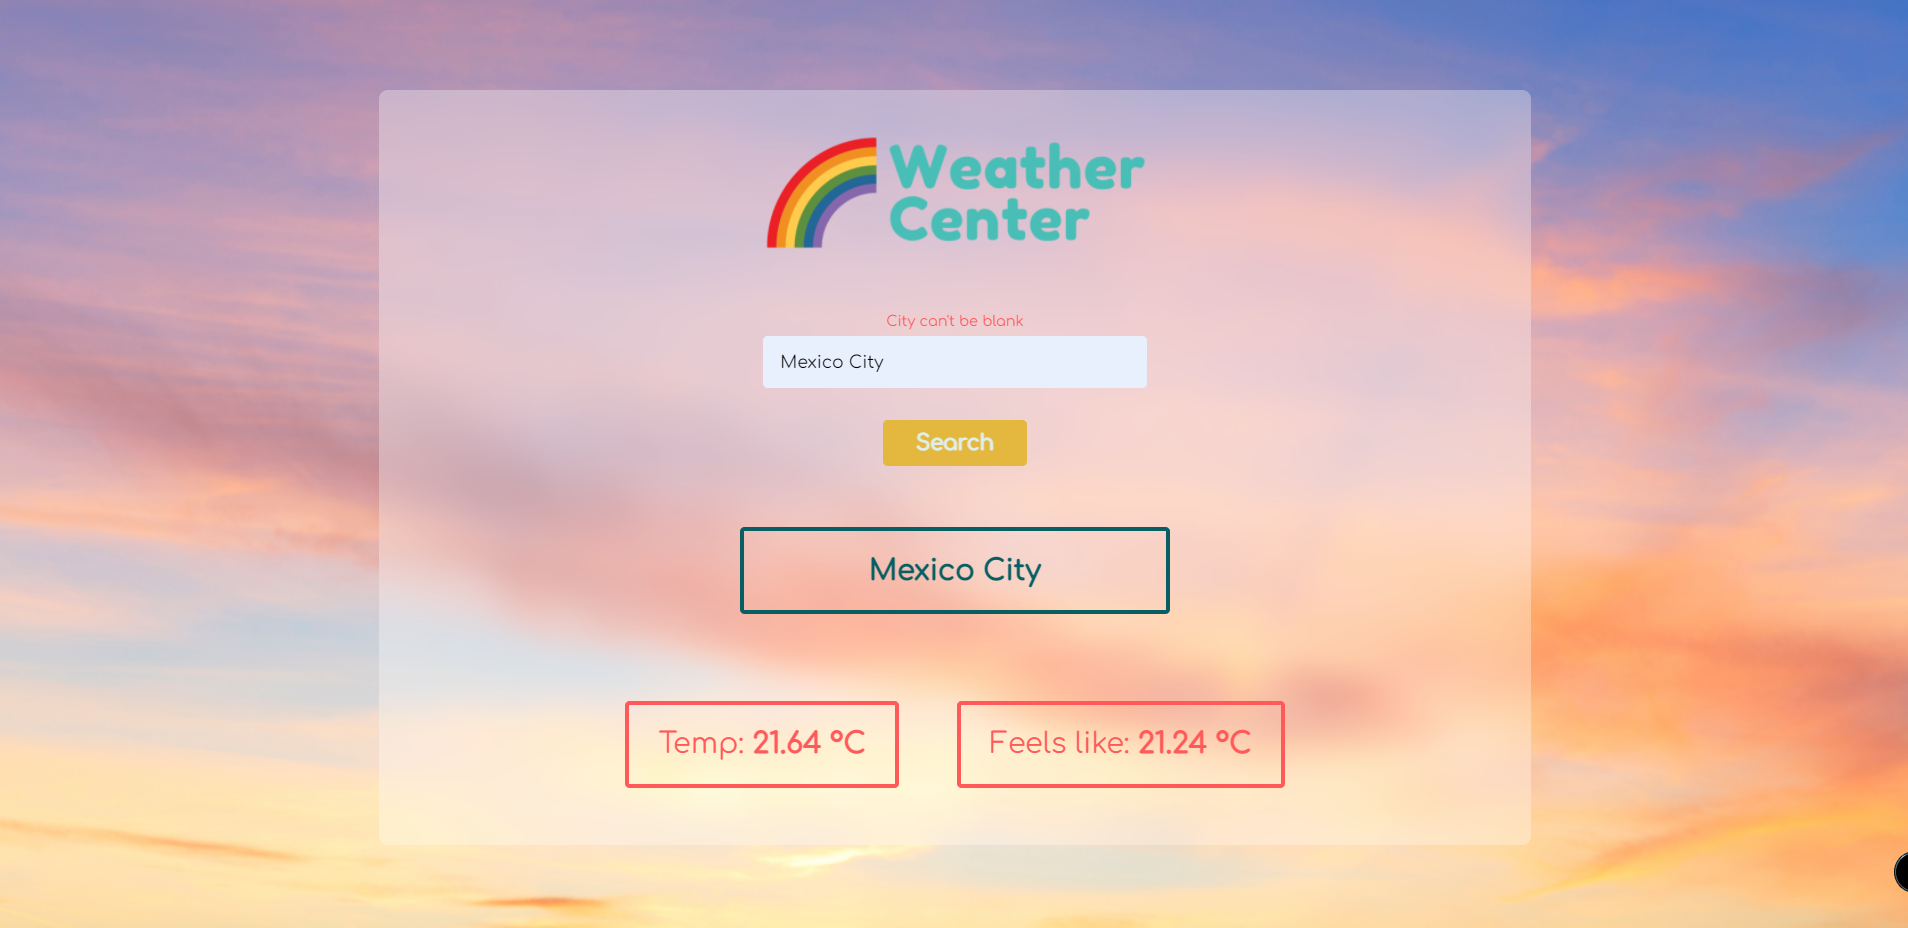 Weather
Center
City can't be blank
Mexico City
Search
Mexico City
Temp: 21.64 °C
Feels like: 21.24 °C